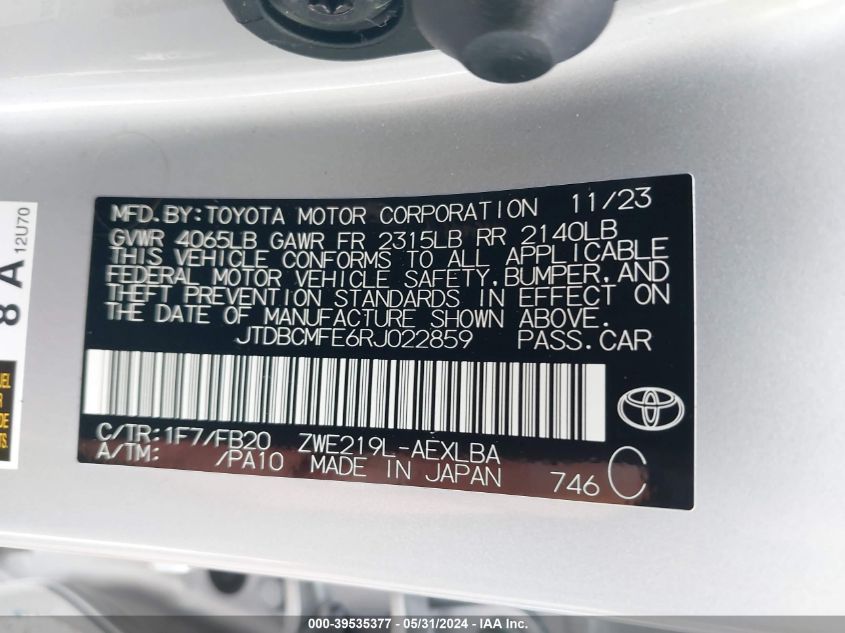 MFD.BY:TOYOTA MOTOR CORPORATION 11/23
GVWR 4065LB GAWR FR 2315LB RR 2140LB
THIS VEHICLE CONFORMS TO ALL APPLICABLE
FEDERAL MOTOR VEHICLE SAFETY,BUMPER,AND
THEFT PREVENTION STANDARDS IN EFFECT ON
THE DATE OF MANUFACTURE SHOWN ABOVE.
JTDBCMFE6RJ022859 PASS.CAR
C/TR:1F7/FB20 ZWE219L-AEXLBA
A/TM: /PA10 MADE IN JAPAN 746 C
8 A 12U70
DE
000-39535377 - 05/31/2024 - IAA Inc.